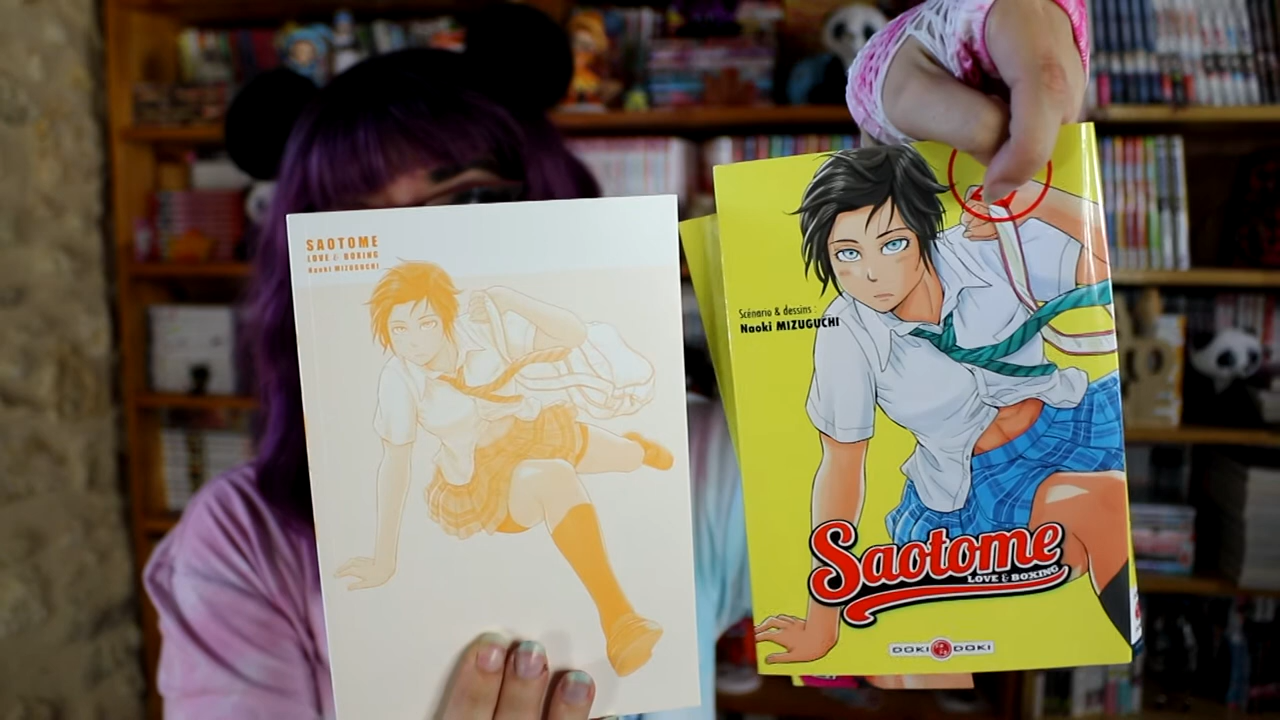 SAOTOME
LOVE & BOXING
Naoki MIZUGUCHI
Scénario & dessins :
Naoki MIZUGUCHI
Saotome
LOVE & BOXING
DOKI DOKI